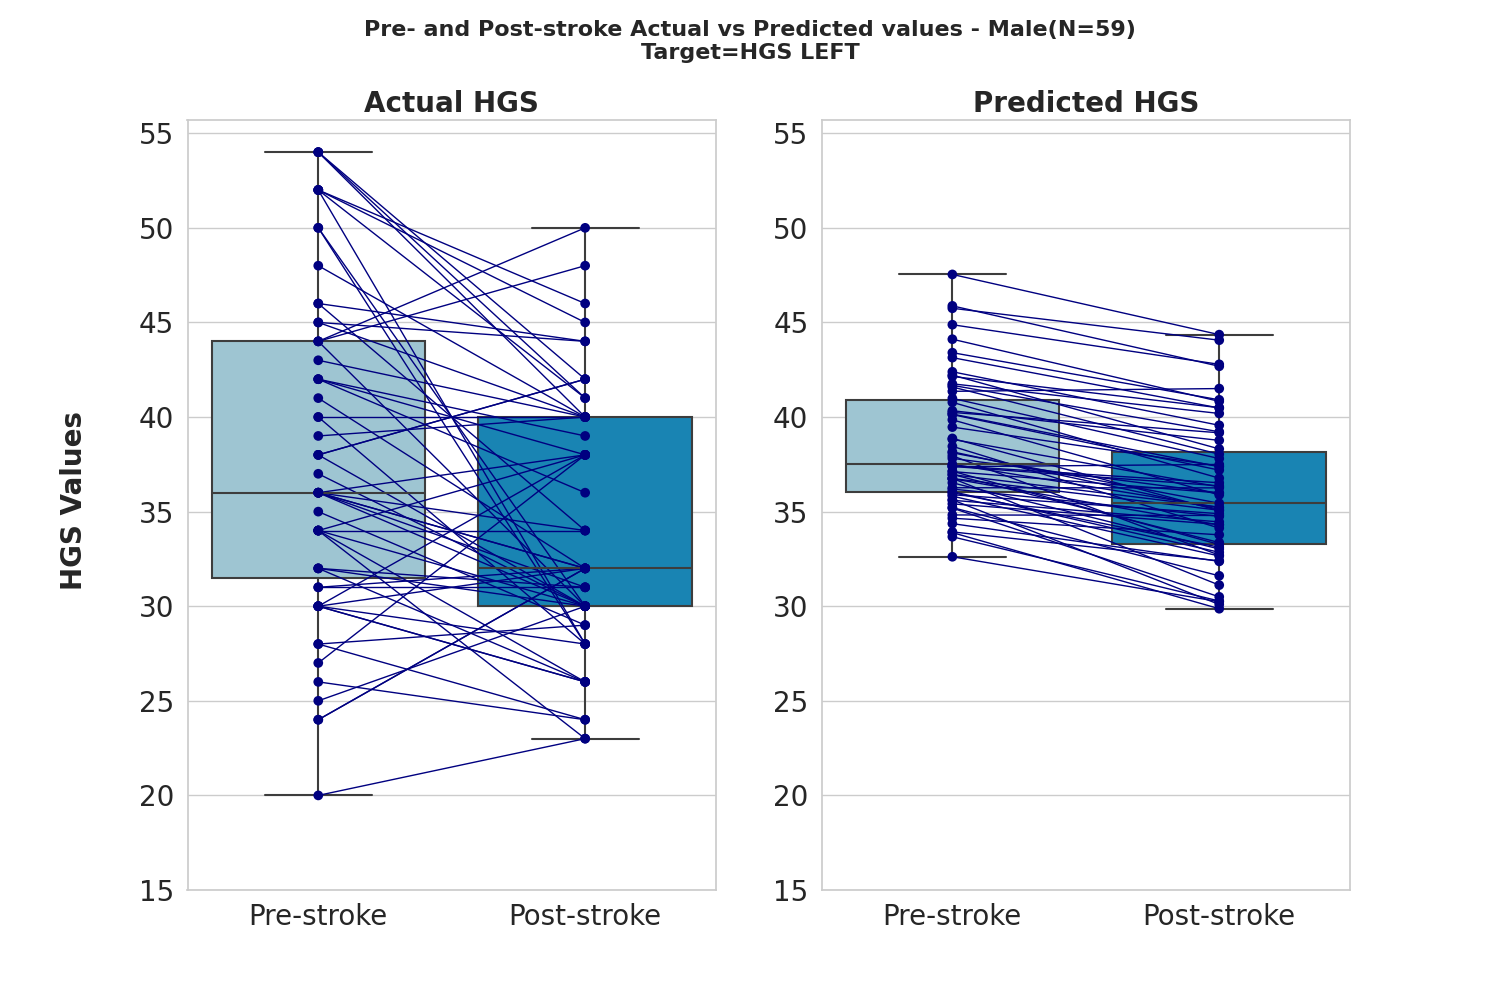 Pre- and Post-stroke Actual vs Predicted values - Male(N=59)
Target=HGS LEFT
Actual HGS
Predicted HGS
HGS Values
55
50
45
40
35
30
25
20
15
Pre-stroke
Post-stroke
55
50
45
40
35
30
25
20
15
Pre-stroke
Post-stroke